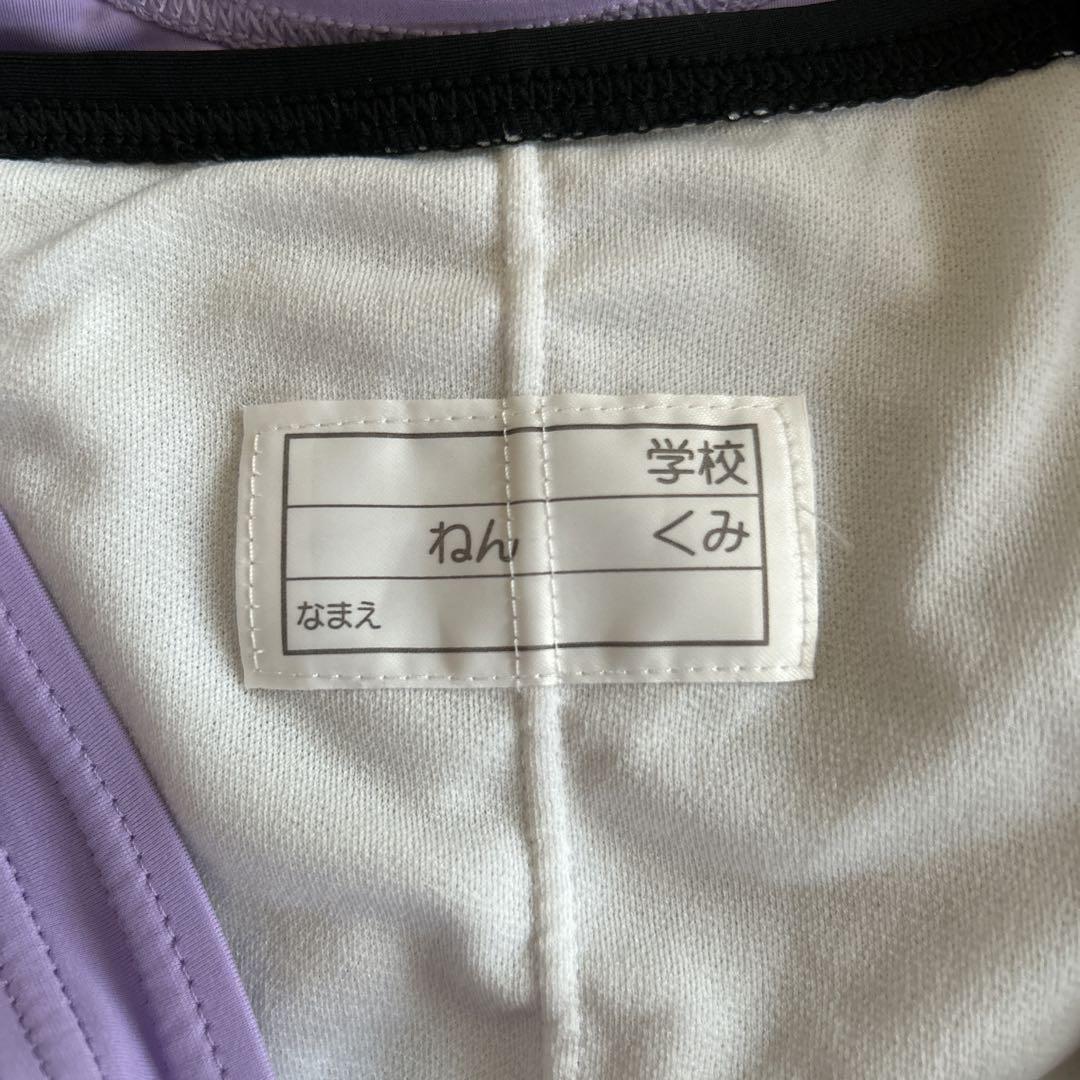 学校
ねん くみ
なまえ